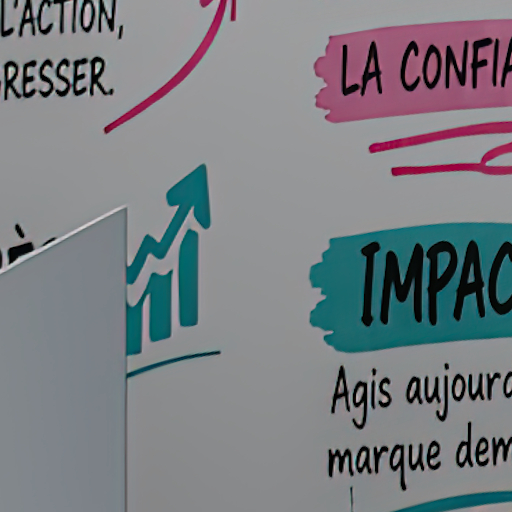 L'ACTION,
RESSER.
LA CONFIA
IMPAC
Agis aujourd
marque dem